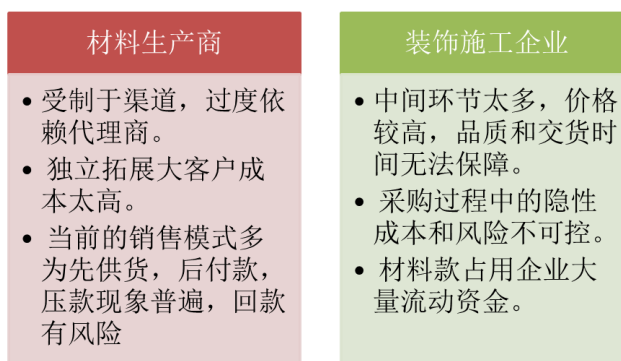 材料生产商
• 受制于渠道，过度依
赖代理商。
• 独立拓展大客户成
本太高。
• 当前的销售模式多
为先供货，后付款，
压款现象普遍，回款
有风险
装饰施工企业
• 中间环节太多，价格
较高，品质和交货时
间无法保障。
• 采购过程中的隐性
成本和风险不可控。
• 材料款占用企业大
量流动资金。